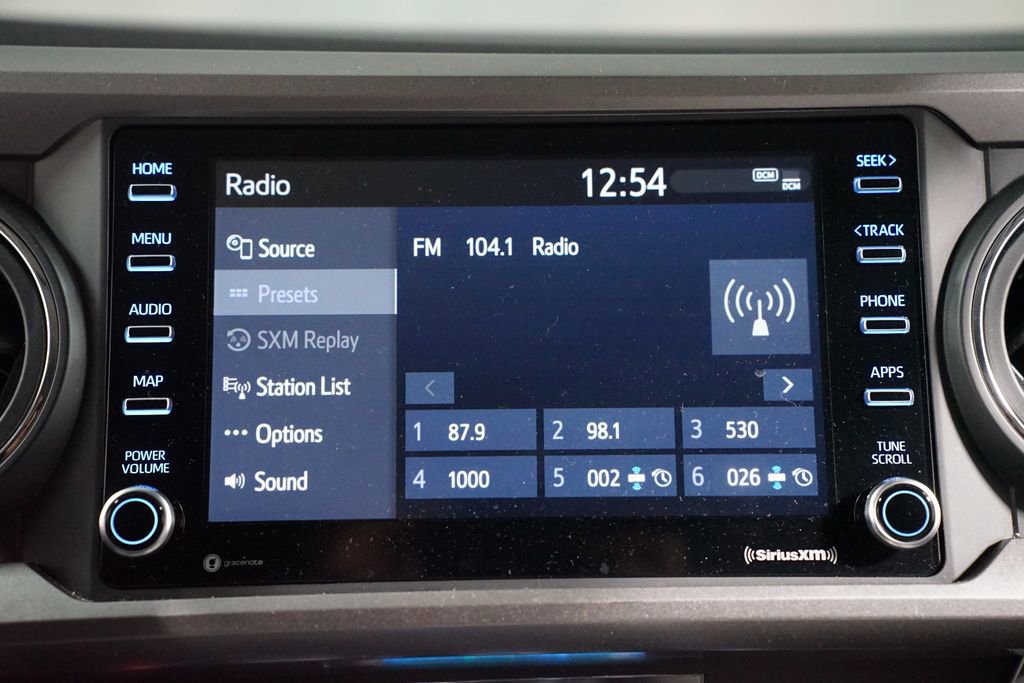 HOME
MENU
AUDIO
MAP
POWER
VOLUME
Radio 12:54 DCM DCM
Source
Presets
SXM Replay
Station List
Options
Sound
FM 104.1 Radio
< >
1 87.9 2 98.1 3 530
4 1000 5 002 6 026
SEEK >
< TRACK
PHONE
APPS
TUNE
SCROLL
gracenote
SiriusXM